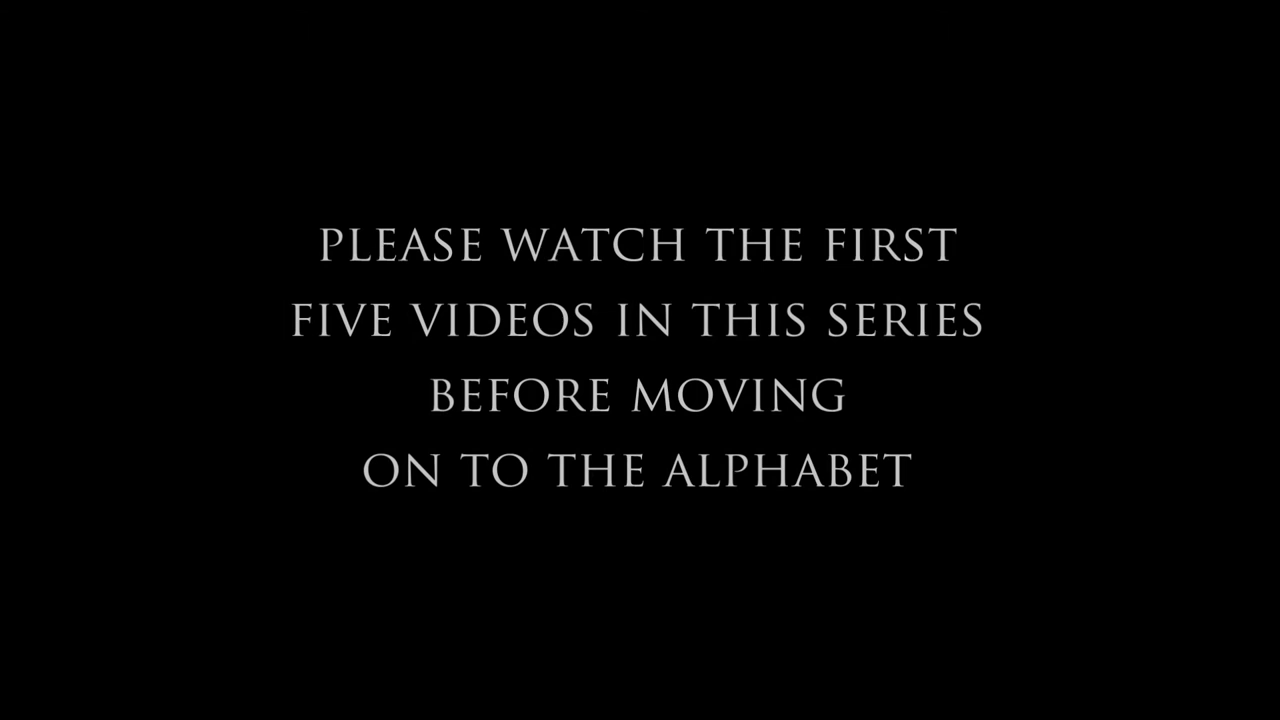 PLEASE WATCH THE FIRST
FIVE VIDEOS IN THIS SERIES
BEFORE MOVING
ON TO THE ALPHABET